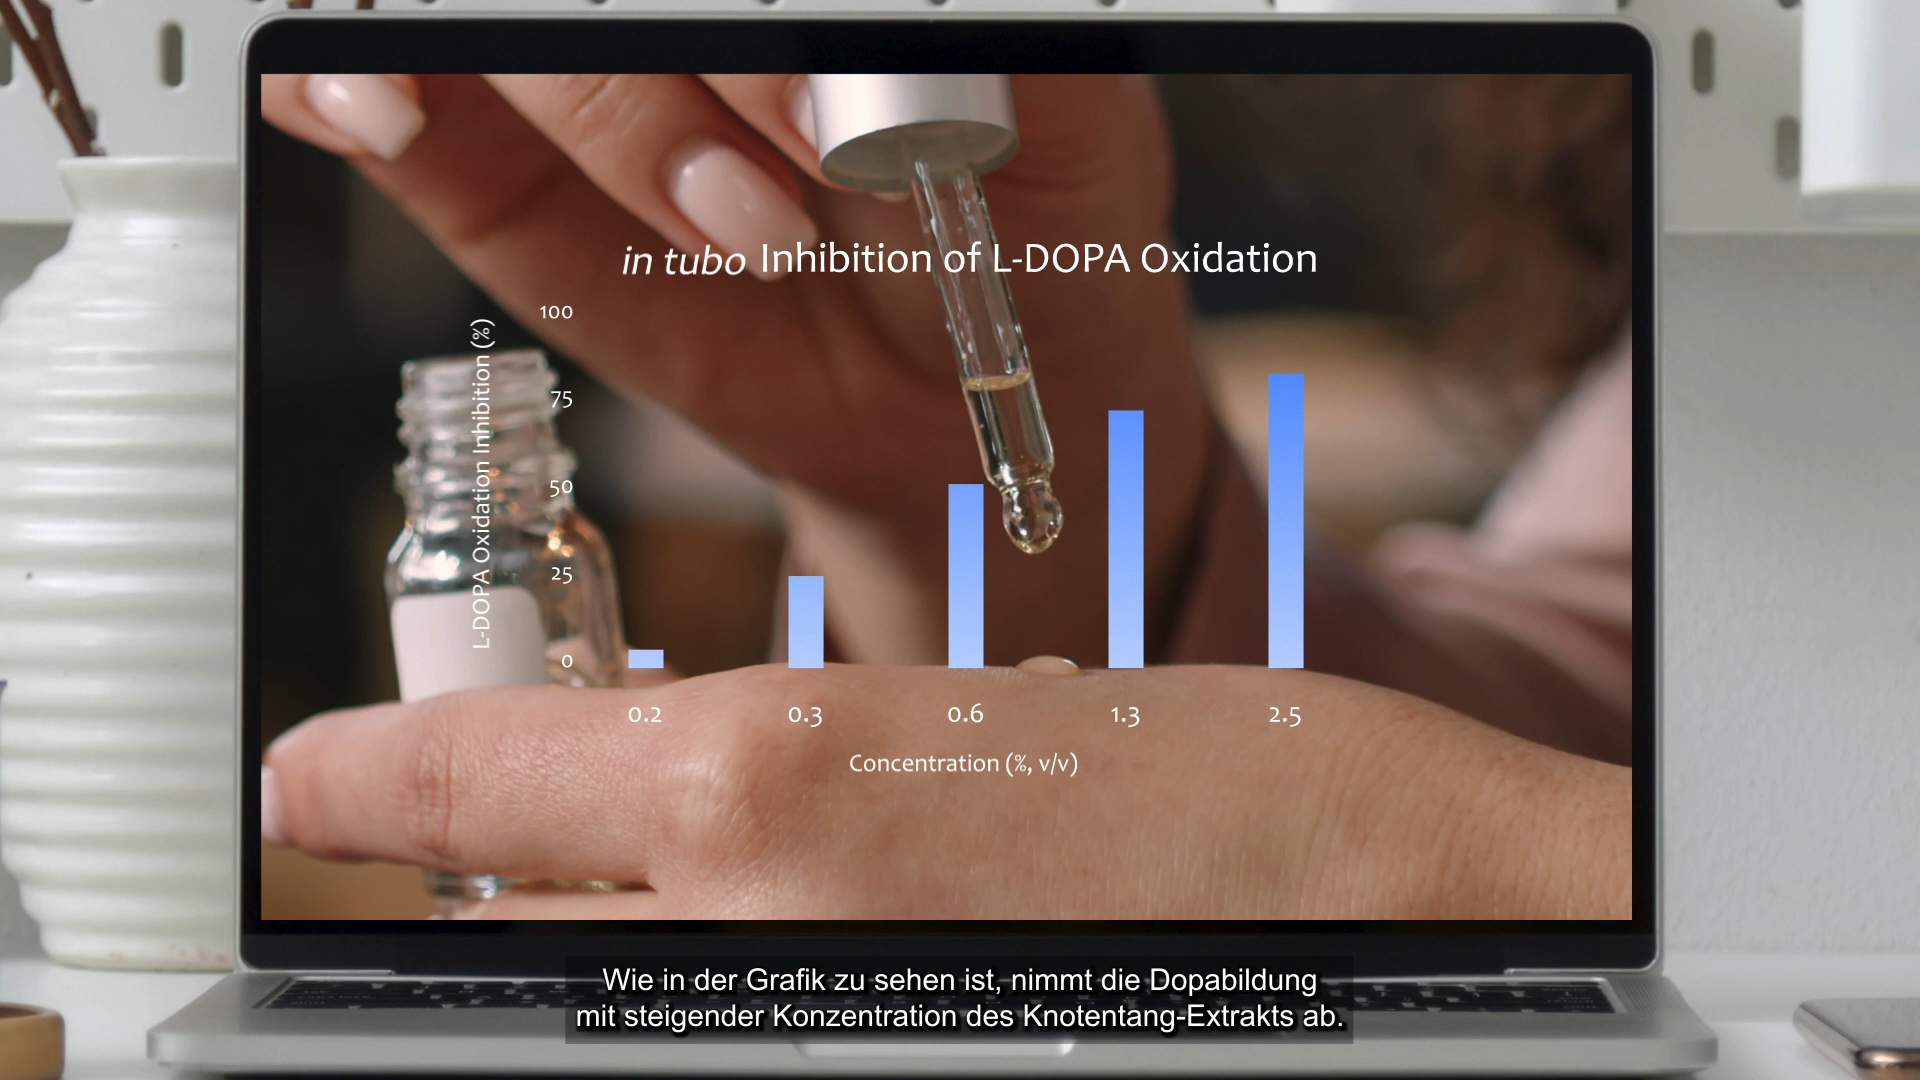 in tubo Inhibition of L-DOPA Oxidation
L-DOPA Oxidation Inhibition (%)
100
75
50
25
0
0.2 0.3 0.6 1.3 2.5
Concentration (%, v/v)
Wie in der Grafik zu sehen ist, nimmt die Dopabildung
mit steigender Konzentration des Knotentang-Extrakts ab.